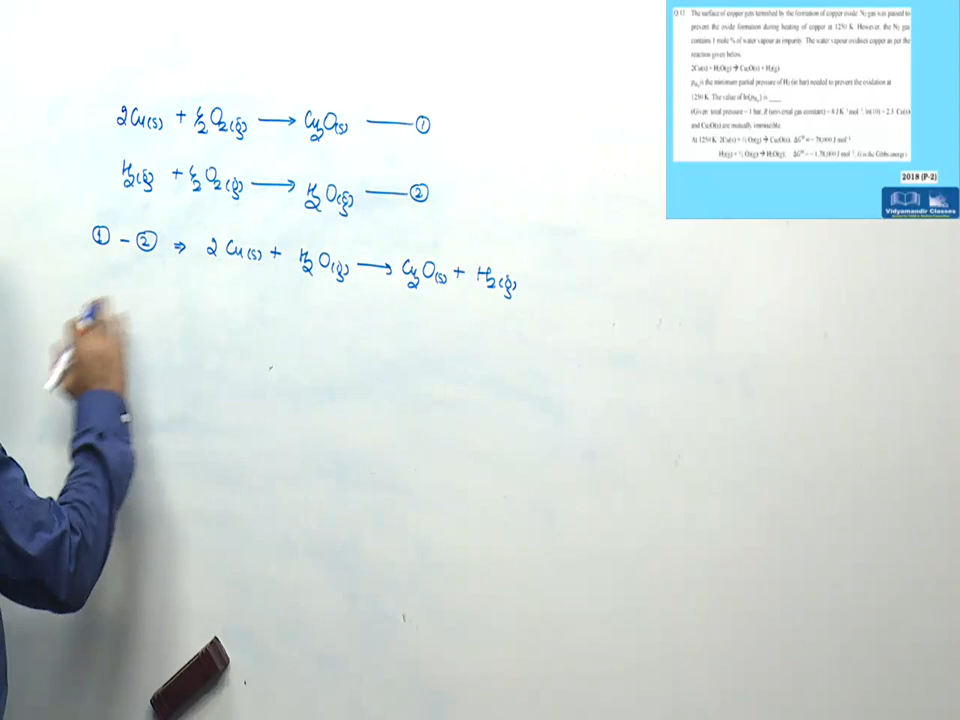 2Cu(s) + 1/2 O2(g) ⟶ Cu2O(s) —— ①
H2(g) + 1/2 O2(g) ⟶ H2O(g) —— ②
① - ② ⇒ 2Cu(s) + H2O(g) ⟶ Cu2O(s) + H2(g)
The surface of copper gets tarnished by the formation of copper oxide. N2 gas was passed to
prevent the oxide formation during heating of copper at 1250 K. However, the N2 gas
contains 1 mole % of water vapour as impurity. The water vapour oxidises copper as per the
reaction given below.
2Cu(s) + H2O(g) → Cu2O(s) + H2(g)
pH2 is the minimum partial pressure of H2 (in bar) needed to prevent the oxidation at
1250 K. The value of ln(pH2) is ____
(Given: total pressure = 1 bar, R (universal gas constant) = 8 J K-1 mol-1, ln(10) = 2.3. Cu(s)
and Cu2O(s) are mutually immiscible
At 1250 K: 2Cu(s) + ½ O2(g) → Cu2O(s); ΔGθ = – 78,000 J mol-1
H2(g) + ½ O2(g) → H2O(g); ΔGθ = – 1,78,000 J mol-1; G is the Gibbs energy)
2018 (P-2)
Vidyamandir Classes